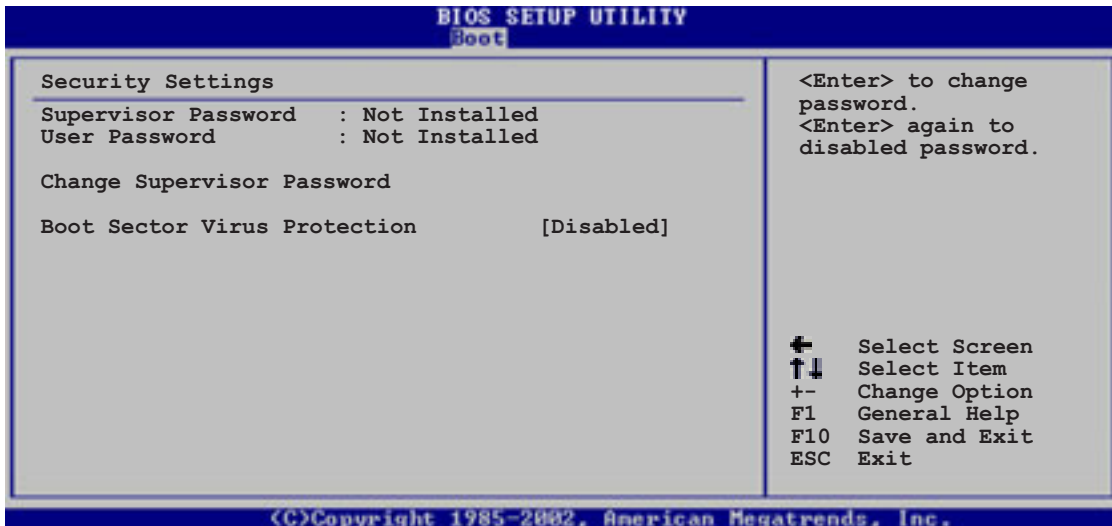 BIOS SETUP UTILITY
Boot
Security Settings
Supervisor Password : Not Installed
User Password : Not Installed
Change Supervisor Password
Boot Sector Virus Protection [Disabled]
<Enter> to change
password.
<Enter> again to
disabled password.
← Select Screen
↑↓ Select Item
+- Change Option
F1 General Help
F10 Save and Exit
ESC Exit
(C)Copyright 1985-2002, American Megatrends, Inc.